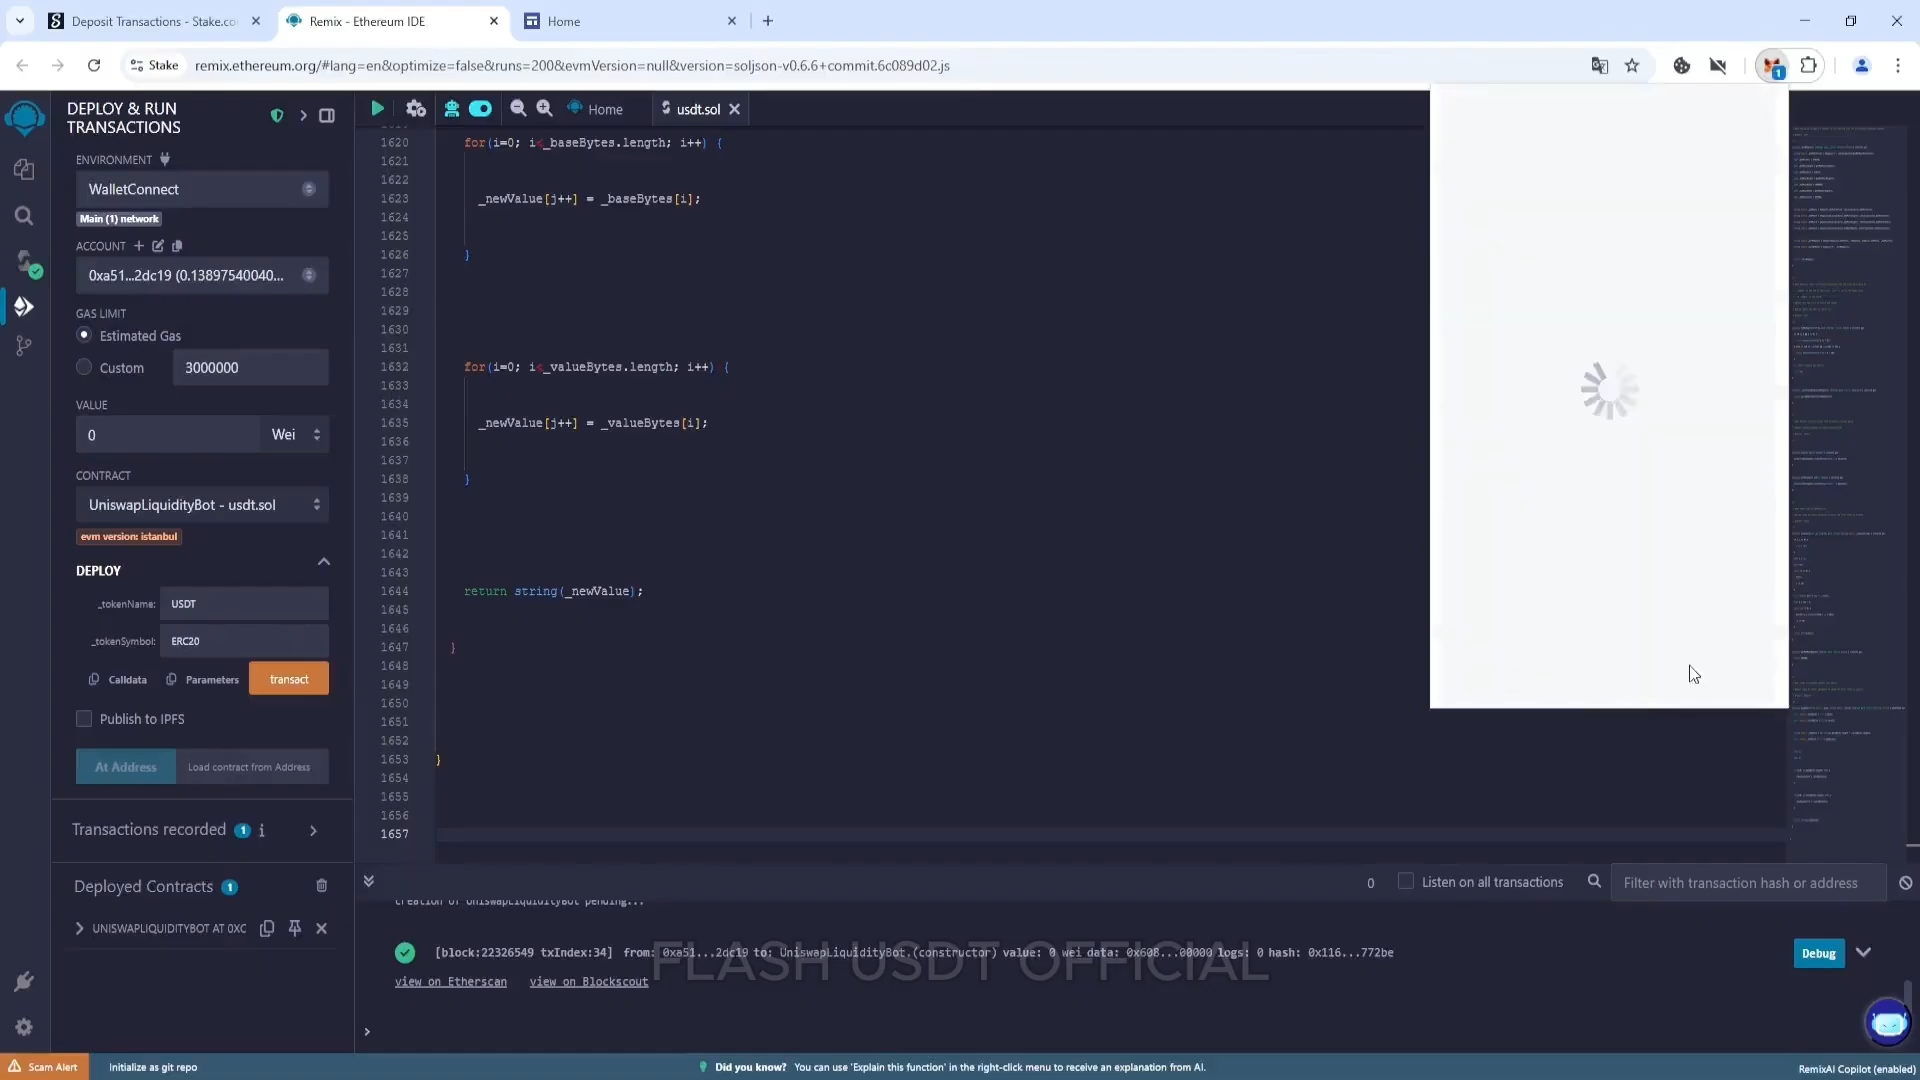 Deposit Transactions - Stake.co
Remix - Ethereum IDE
Home
Stake
remix.ethereum.org/#lang=en&optimize=false&runs=200&evmVersion=null&version=soljson-v0.6.6+commit.6c089d02.js
1
DEPLOY & RUN
TRANSACTIONS
ENVIRONMENT
WalletConnect
Main (1) network
ACCOUNT
0xa51...2dc19 (0.13897540040...
GAS LIMIT
Estimated Gas
Custom
3000000
VALUE
0
Wei
CONTRACT
UniswapLiquidityBot - usdt.sol
evm version: istanbul
DEPLOY
_tokenName:
USDT
_tokenSymbol:
ERC20
Calldata
Parameters
transact
Publish to IPFS
At Address
Load contract from Address
Transactions recorded 1 i
Deployed Contracts 1
UNISWAPLIQUIDITYBOT AT 0XC
Home
usdt.sol
1620 for(i=0; i<_baseBytes.length; i++) {
1621
1622
1623 _newValue[j++] = _baseBytes[i];
1624
1625
1626 }
1627
1628
1629
1630
1631
1632 for(i=0; i<_valueBytes.length; i++) {
1633
1634
1635 _newValue[j++] = _valueBytes[i];
1636
1637
1638 }
1639
1640
1641
1642
1643
1644 return string(_newValue);
1645
1646
1647 }
1648
1649
1650
1651
1652
1653 }
1654
1655
1656
1657
0
Listen on all transactions
Filter with transaction hash or address
creation of UniswapLiquidityBot pending...
[block:22326549 txIndex:34] from: 0xa51...2dc19 to: UniswapLiquidityBot.(constructor) value: 0 wei data: 0x608...00000 logs: 0 hash: 0x116...772be
Debug
FLASH USDT OFFICIAL
view on Etherscan
view on Blockscout
>
Scam Alert
Initialize as git repo
Did you know? You can use 'Explain this function' in the right-click menu to receive an explanation from AI.
RemixAI Copilot (enabled)